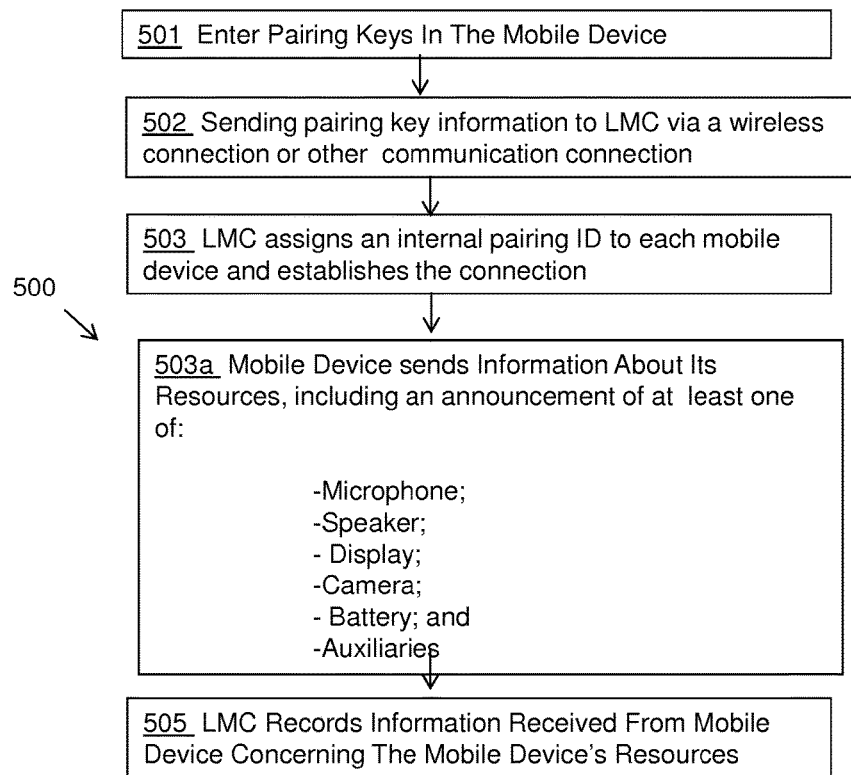 501 Enter Pairing Keys In The Mobile Device
502 Sending pairing key information to LMC via a wireless
connection or other communication connection
503 LMC assigns an internal pairing ID to each mobile
device and establishes the connection
500
503a Mobile Device sends Information About Its
Resources, including an announcement of at least one
of:
-Microphone;
-Speaker;
- Display;
-Camera;
- Battery; and
-Auxiliaries
505 LMC Records Information Received From Mobile
Device Concerning The Mobile Device's Resources